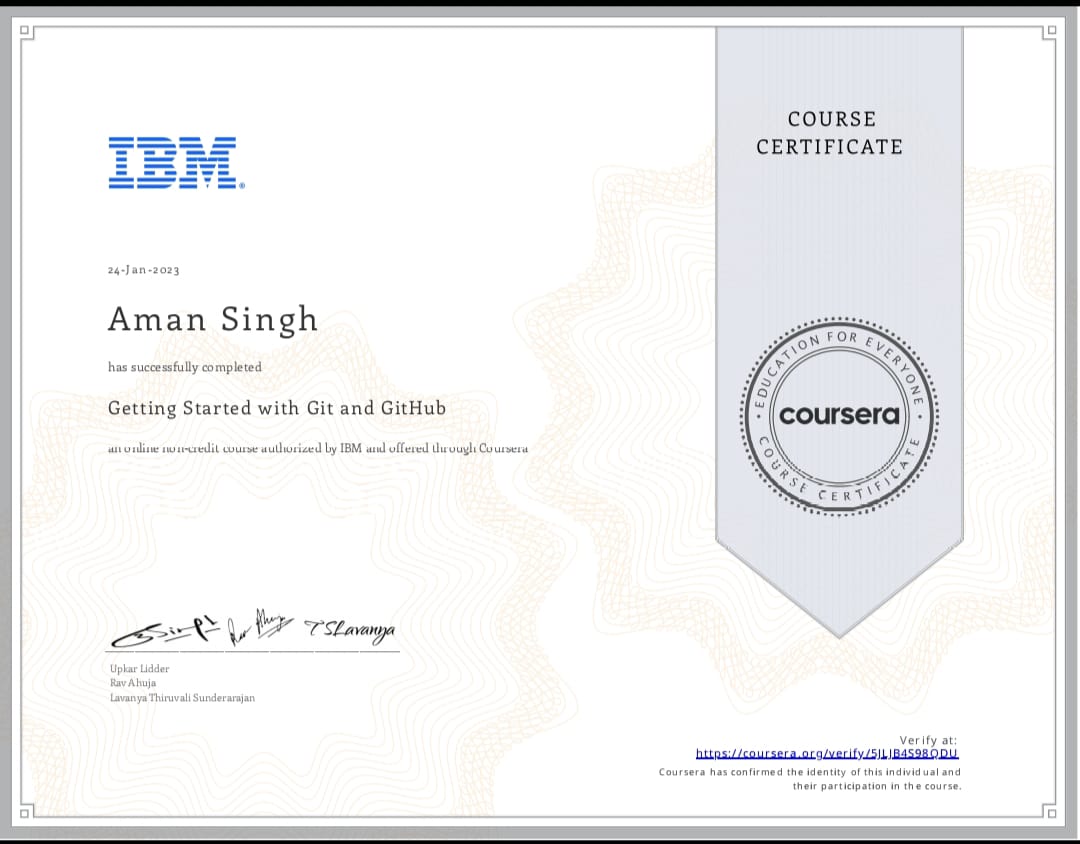 IBM®
COURSE
CERTIFICATE
24-Jan-2023
Aman Singh
has successfully completed
Getting Started with Git and GitHub
an online non-credit course authorized by IBM and offered through Coursera
EDUCATION FOR EVERYONE
coursera
COURSE CERTIFICATE
TSLavanya
Upkar Lidder
Rav Ahuja
Lavanya Thiruvali Sunderarajan
Verify at:
https://coursera.org/verify/5JLJB4S98QDU
Coursera has confirmed the identity of this individual and
their participation in the course.